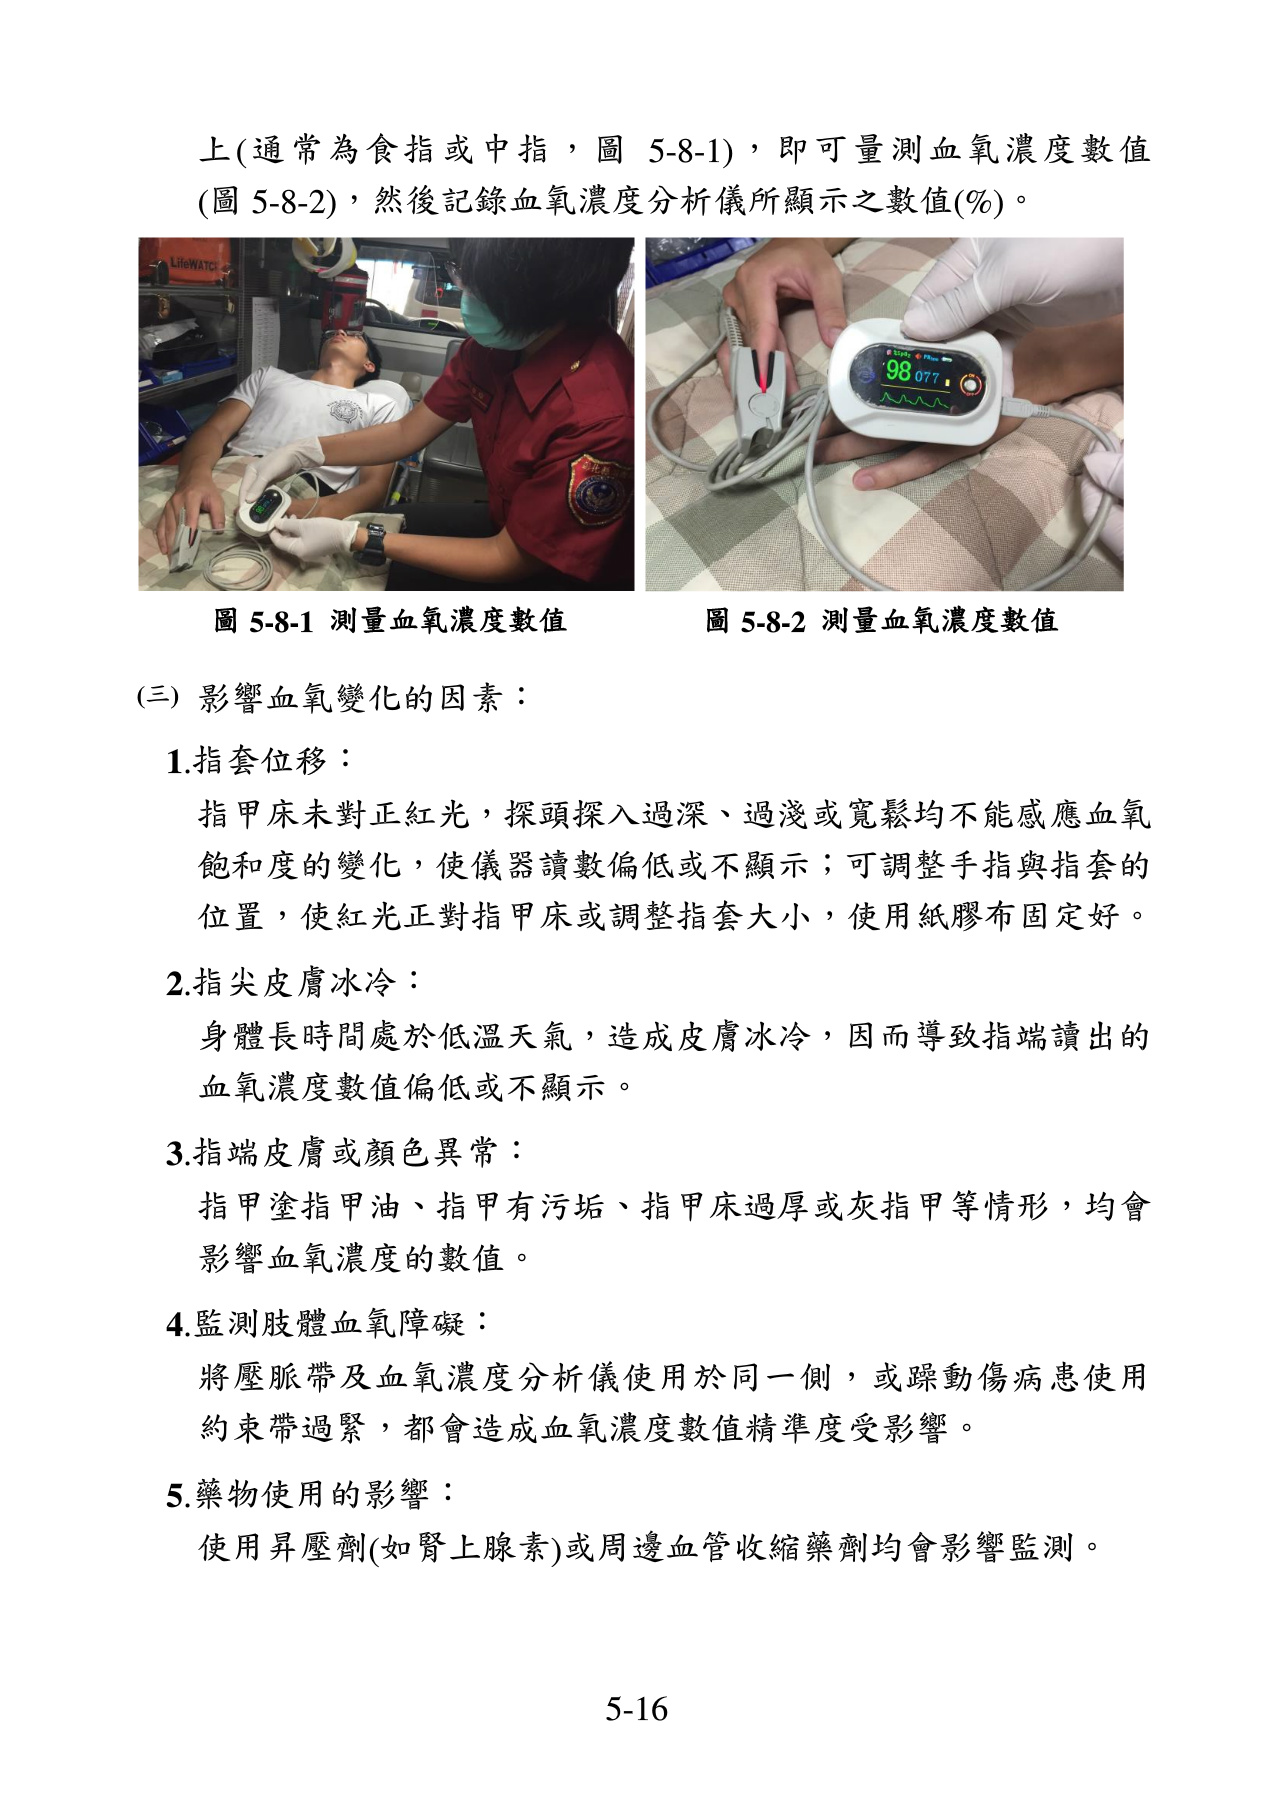 上(通常為食指或中指，圖 5-8-1)，即可量測血氧濃度數值
(圖 5-8-2)，然後記錄血氧濃度分析儀所顯示之數值(%)。
LifeWATCH
%SpO₂ PRbpm
98 077
圖 5-8-1 測量血氧濃度數值
圖 5-8-2 測量血氧濃度數值
(三) 影響血氧變化的因素：
1.指套位移：
指甲床未對正紅光，探頭探入過深、過淺或寬鬆均不能感應血氧
飽和度的變化，使儀器讀數偏低或不顯示；可調整手指與指套的
位置，使紅光正對指甲床或調整指套大小，使用紙膠布固定好。
2.指尖皮膚冰冷：
身體長時間處於低溫天氣，造成皮膚冰冷，因而導致指端讀出的
血氧濃度數值偏低或不顯示。
3.指端皮膚或顏色異常：
指甲塗指甲油、指甲有污垢、指甲床過厚或灰指甲等情形，均會
影響血氧濃度的數值。
4.監測肢體血氧障礙：
將壓脈帶及血氧濃度分析儀使用於同一側，或躁動傷病患使用
約束帶過緊，都會造成血氧濃度數值精準度受影響。
5.藥物使用的影響：
使用昇壓劑(如腎上腺素)或周邊血管收縮藥劑均會影響監測。
5-16